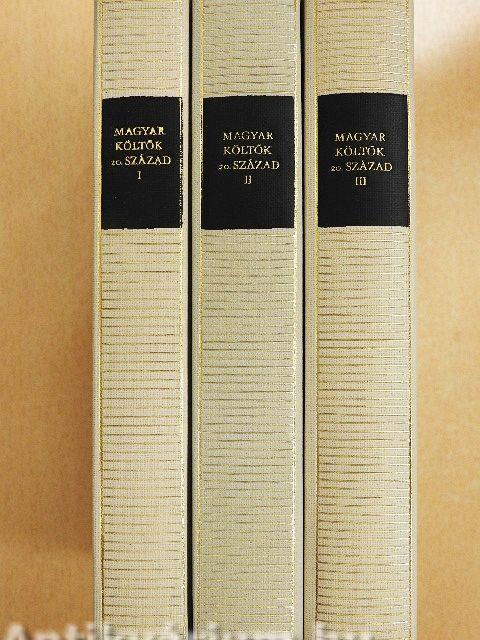 MAGYAR
KÖLTŐK
20. SZÁZAD
I
MAGYAR
KÖLTŐK
20. SZÁZAD
II
MAGYAR
KÖLTŐK
20. SZÁZAD
III